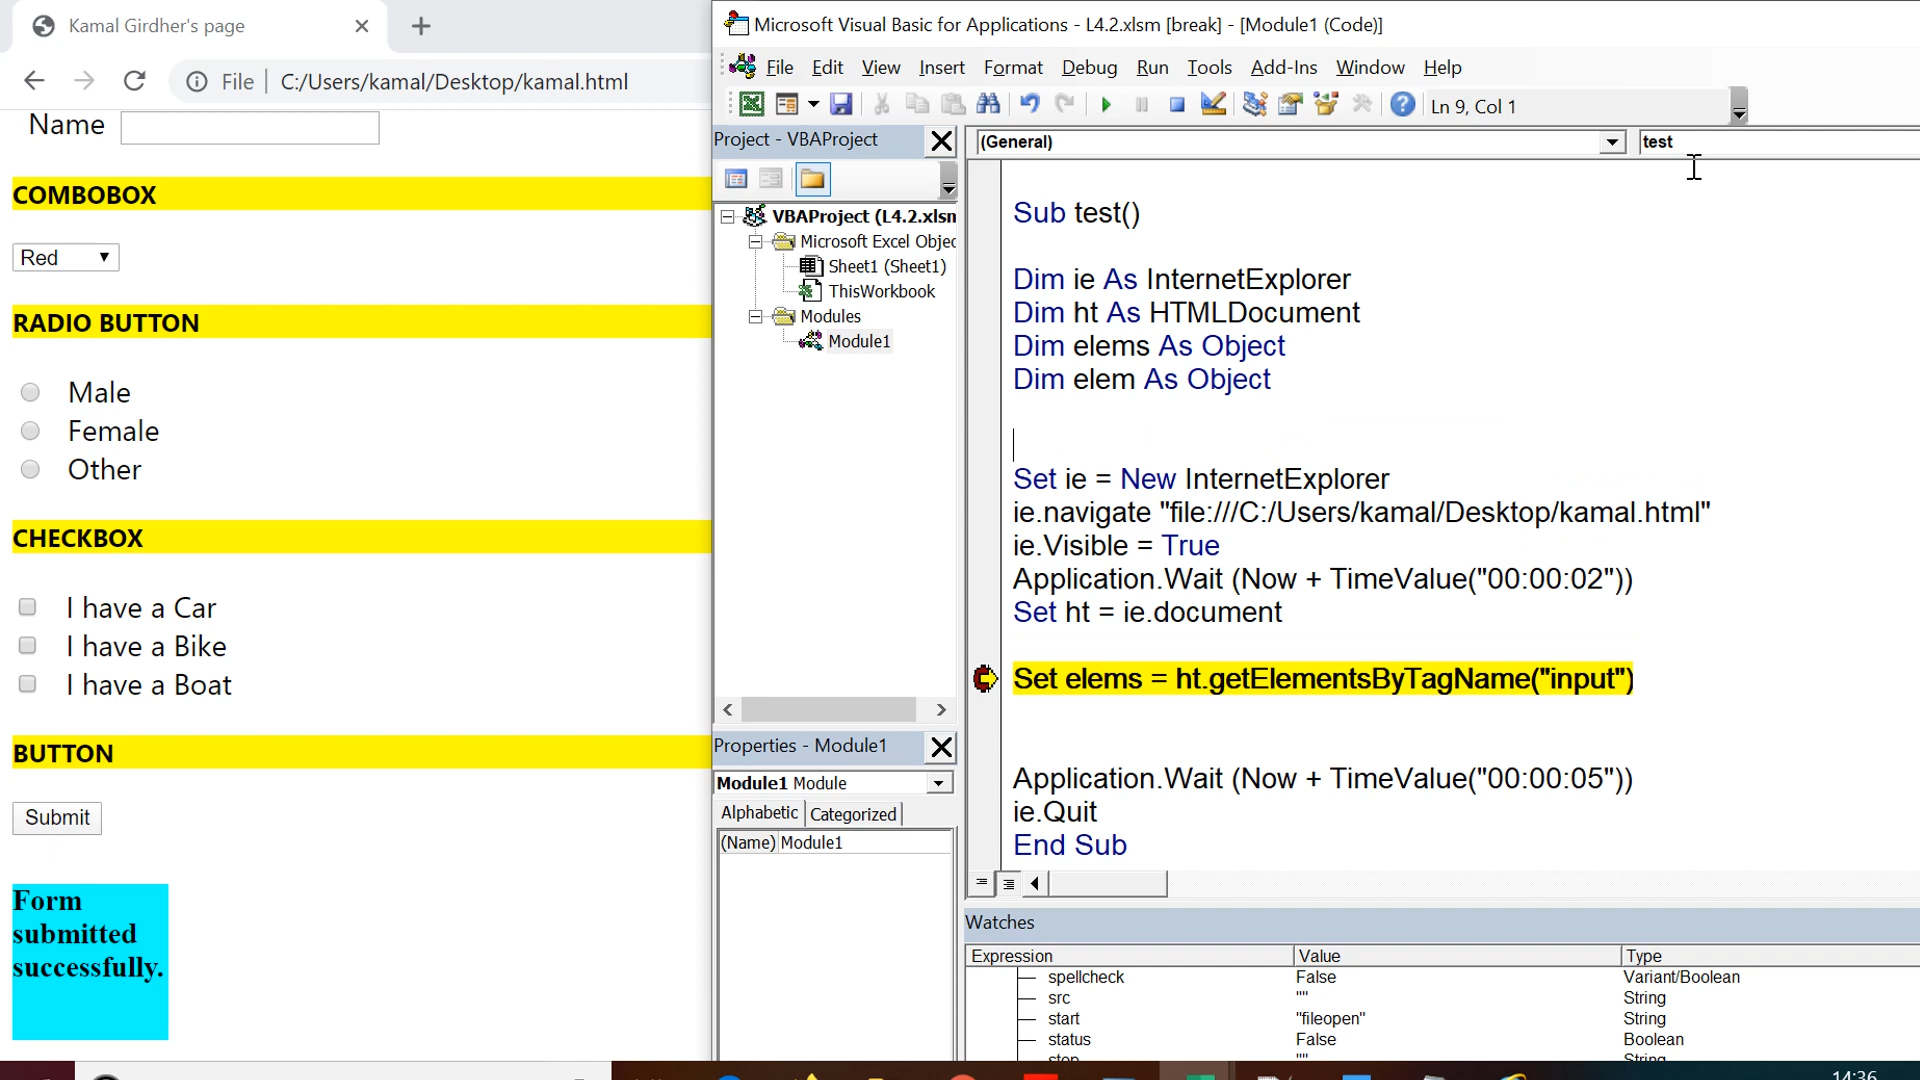 Kamal Girdher's page
File
C:/Users/kamal/Desktop/kamal.html
Name
COMBOBOX
Red
RADIO BUTTON
Male
Female
Other
CHECKBOX
I have a Car
I have a Bike
I have a Boat
BUTTON
Submit
Form
submitted
successfully.
Microsoft Visual Basic for Applications - L4.2.xlsm [break] - [Module1 (Code)]
File Edit View Insert Format Debug Run Tools Add-Ins Window Help
Ln 9, Col 1
Project - VBAProject
VBAProject (L4.2.xlsn
Microsoft Excel Objec
Sheet1 (Sheet1)
ThisWorkbook
Modules
Module1
Properties - Module1
Module1 Module
Alphabetic Categorized
(Name) Module1
(General)
test
Sub test()
Dim ie As InternetExplorer
Dim ht As HTMLDocument
Dim elems As Object
Dim elem As Object
Set ie = New InternetExplorer
ie.navigate "file:///C:/Users/kamal/Desktop/kamal.html"
ie.Visible = True
Application.Wait (Now + TimeValue("00:00:02"))
Set ht = ie.document
Set elems = ht.getElementsByTagName("input")
Application.Wait (Now + TimeValue("00:00:05"))
ie.Quit
End Sub
Watches
Expression Value Type
spellcheck False Variant/Boolean
src "" String
start "fileopen" String
status False Boolean
stop "" String
14:36